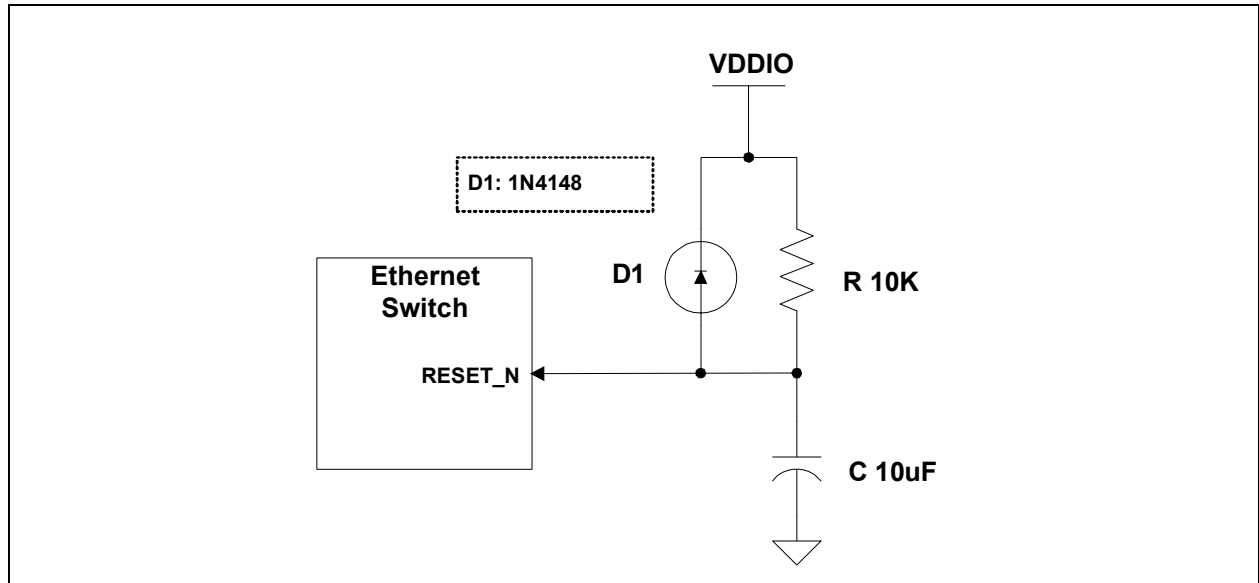 VDDIO
D1: 1N4148
Ethernet
Switch
D1
R 10K
RESET_N
C 10uF